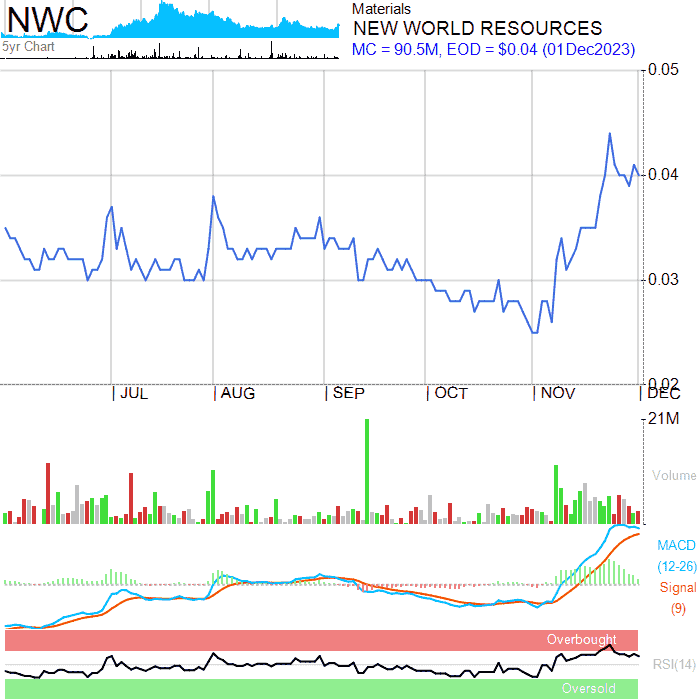 NWC
5yr Chart
Materials
NEW WORLD RESOURCES
MC = 90.5M, EOD = $0.04 (01Dec2023)
0.05
0.04
0.03
0.02
JUL AUG SEP OCT NOV DEC
21M
Volume
MACD
(12-26)
Signal
(9)
Overbought
RSI(14)
Oversold